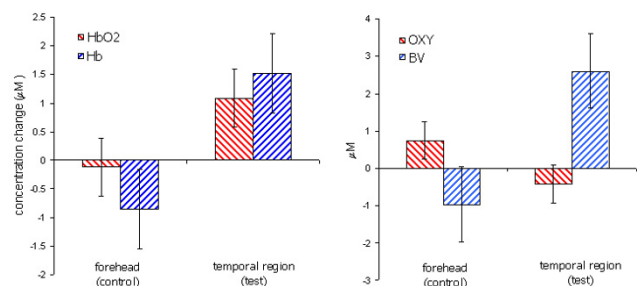 HbO2
Hb
concentration change (μM)
2
1.5
1
0.5
0
-0.5
-1
-1.5
-2
forehead
(control)
temporal region
(test)
OXY
BV
μM
4
3
2
1
0
-1
-2
-3
forehead
(control)
temporal region
(test)